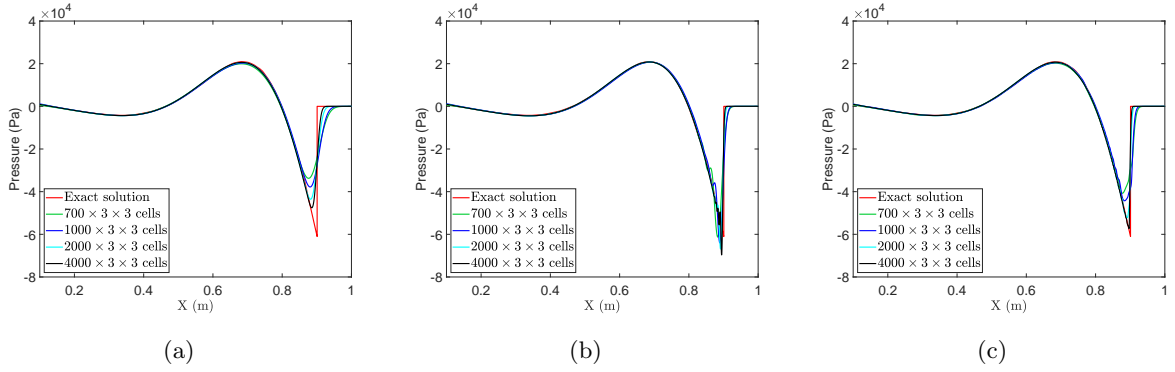 ×10⁴
4
2
0
-2
-4
-6
-8
Pressure (Pa)
Exact solution
700 × 3 × 3 cells
1000 × 3 × 3 cells
2000 × 3 × 3 cells
4000 × 3 × 3 cells
0.2 0.4 0.6 0.8 1
X (m)
(a)
×10⁴
4
2
0
-2
-4
-6
-8
Pressure (Pa)
Exact solution
700 × 3 × 3 cells
1000 × 3 × 3 cells
2000 × 3 × 3 cells
4000 × 3 × 3 cells
0.2 0.4 0.6 0.8 1
X (m)
(b)
×10⁴
4
2
0
-2
-4
-6
-8
Pressure (Pa)
Exact solution
700 × 3 × 3 cells
1000 × 3 × 3 cells
2000 × 3 × 3 cells
4000 × 3 × 3 cells
0.2 0.4 0.6 0.8 1
X (m)
(c)